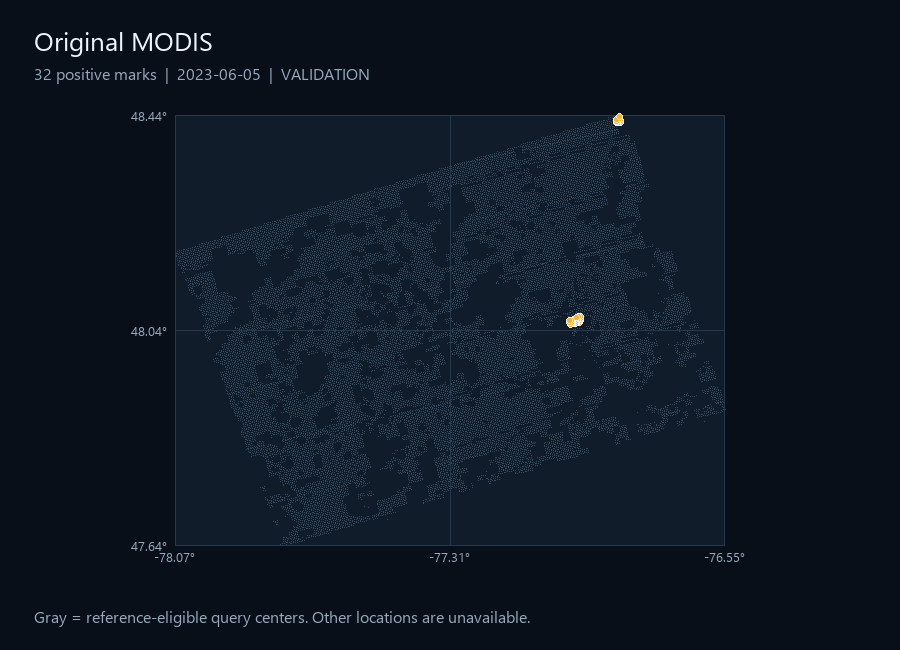 Original MODIS
32 positive marks | 2023-06-05 | VALIDATION
48.44°
48.04°
47.64°
-78.07°
-77.31°
-76.55°
Gray = reference-eligible query centers. Other locations are unavailable.